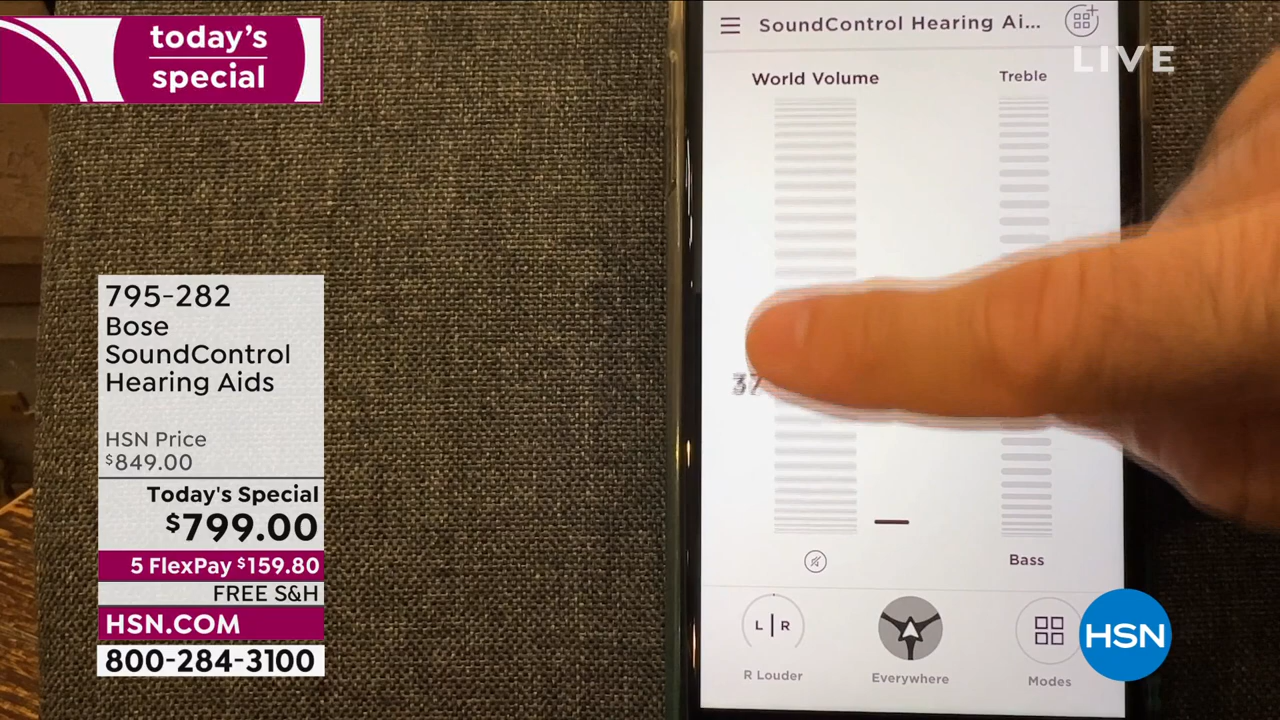 today's
special
SoundControl Hearing Ai...
LIVE
World Volume
Treble
37
795-282
Bose
SoundControl
Hearing Aids
HSN Price
$849.00
Today's Special
$799.00
5 FlexPay $159.80
FREE S&H
HSN.COM
800-284-3100
Bass
L | R
R Louder
Everywhere
Modes
HSN